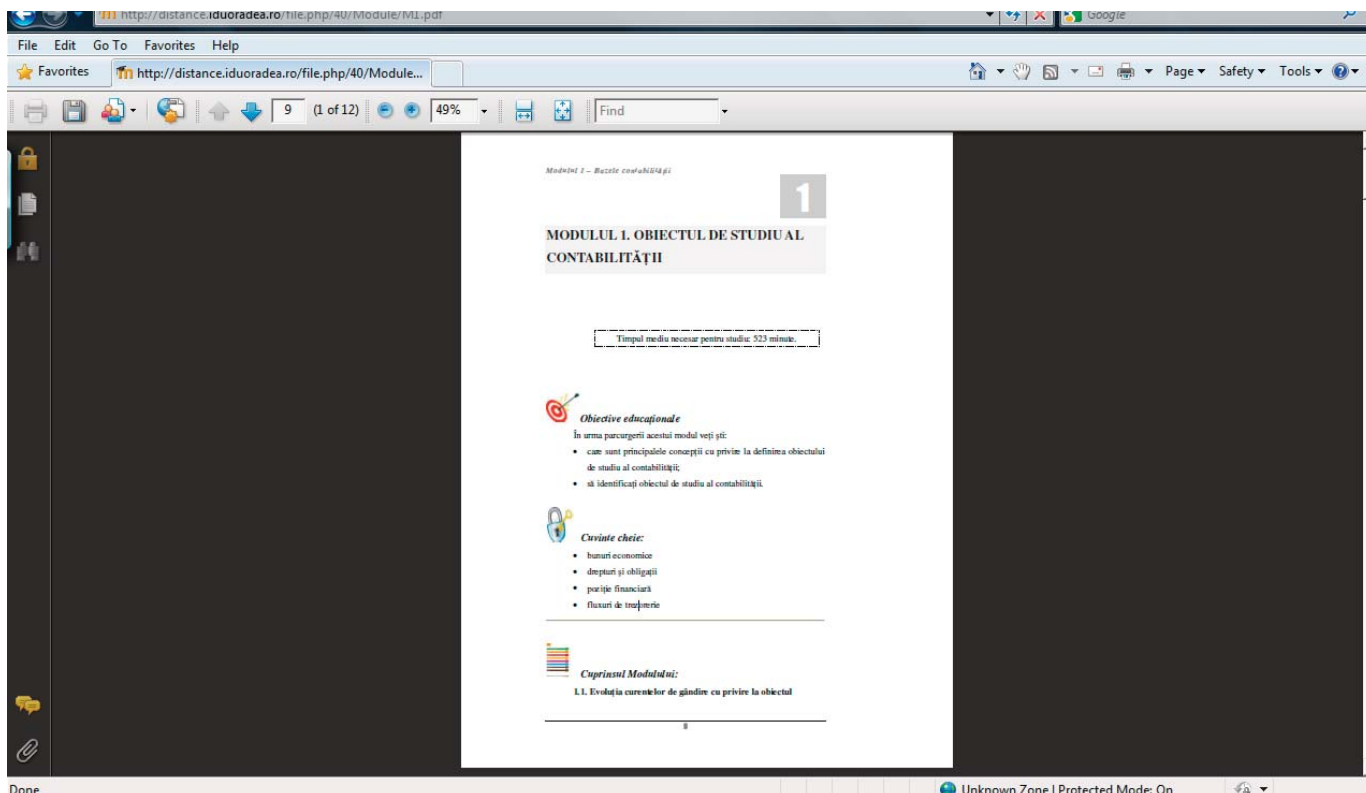 http://distance.iduoradea.ro/file.php/40/Module/M1.pdf
Google
File Edit Go To Favorites Help
Favorites http://distance.iduoradea.ro/file.php/40/Module...
Page Safety Tools
9 (1 of 12) 49% Find
Modulul 1 – Bazele contabilității
1
MODULUL 1. OBIECTUL DE STUDIU AL
CONTABILITĂȚII
Timpul mediu necesar pentru studiu: 523 minute.
Obiective educaționale
În urma parcurgerii acestui modul veți ști:
• care sunt principalele concepții cu privire la definirea obiectului
de studiu al contabilității;
• să identificați obiectul de studiu al contabilității.
Cuvinte cheie:
• bunuri economice
• drepturi și obligații
• poziție financiară
• fluxuri de trezorerie
Cuprinsul Modulului:
1.1. Evoluția curentelor de gândire cu privire la obiectul
Done Unknown Zone | Protected Mode: On